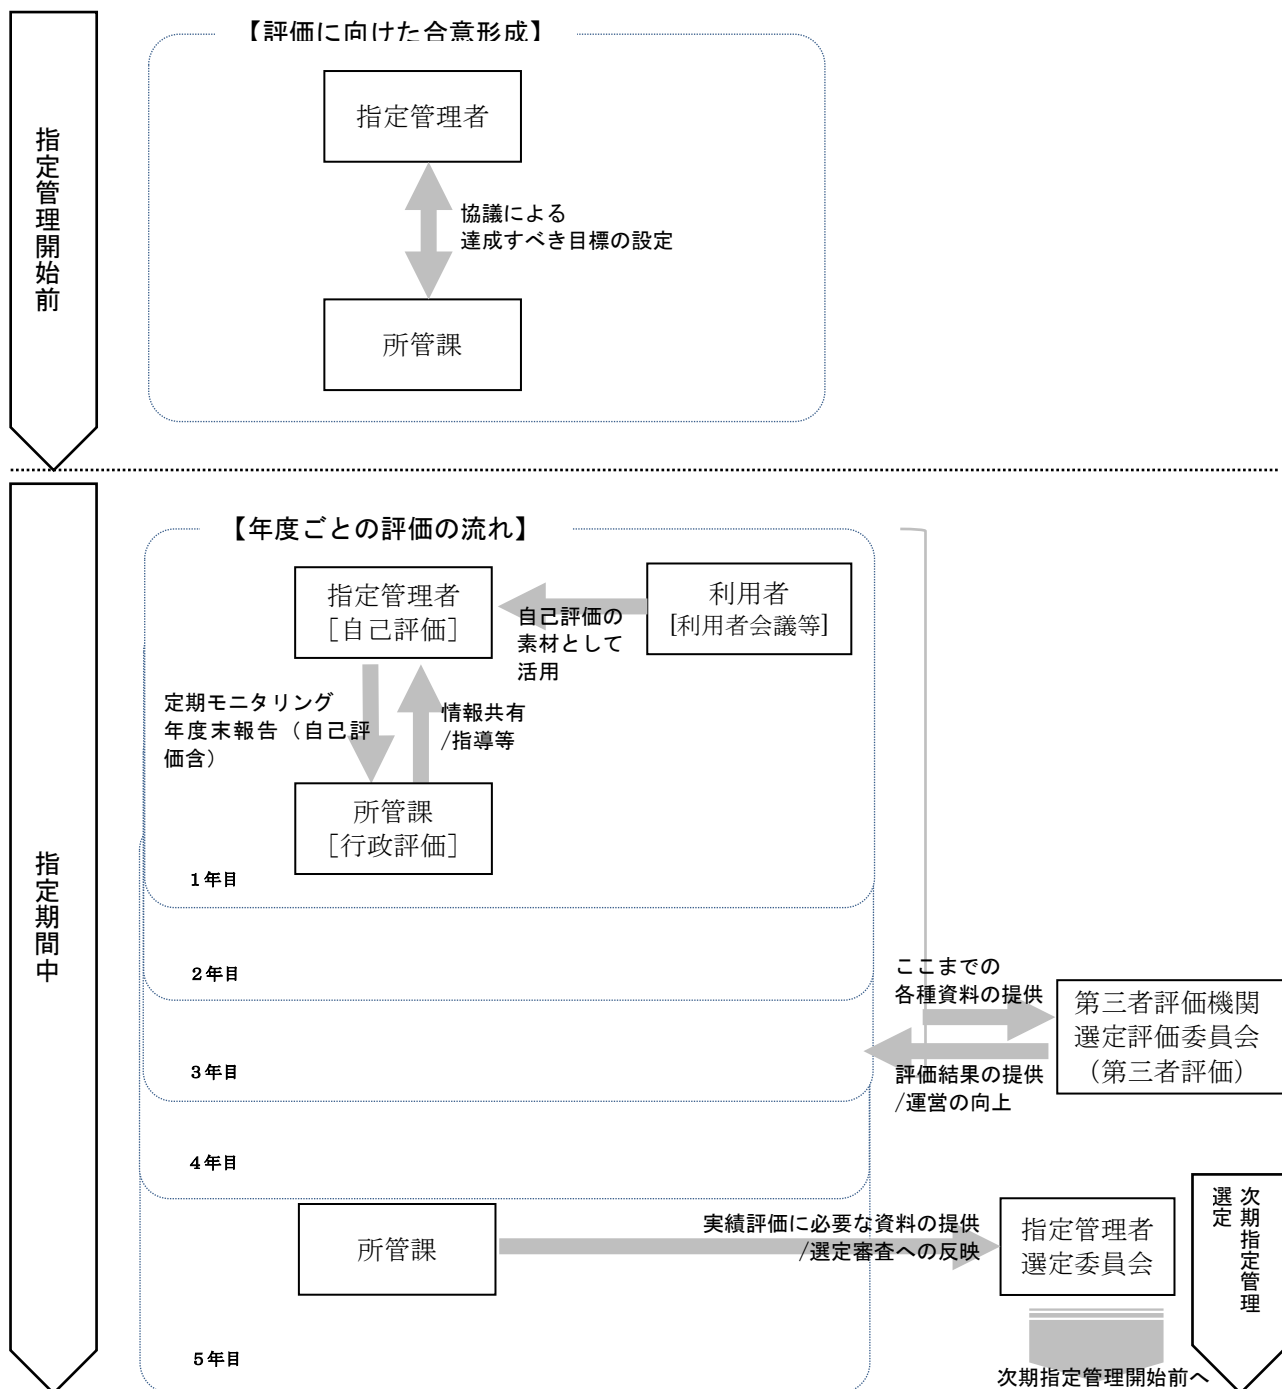 指定管理開始前
【評価に向けた合意形成】
指定管理者
協議による
達成すべき目標の設定
所管課
指定期間中
【年度ごとの評価の流れ】
指定管理者
［自己評価］
利用者
[利用者会議等]
自己評価の
素材として
活用
定期モニタリング
年度末報告（自己評
価含）
情報共有
/指導等
所管課
［行政評価］
１年目
２年目
ここまでの
各種資料の提供
第三者評価機関
選定評価委員会
（第三者評価）
３年目
評価結果の提供
/運営の向上
４年目
所管課
実績評価に必要な資料の提供
/選定審査への反映
指定管理者
選定委員会
次期指定管理
選定
５年目
次期指定管理開始前へ